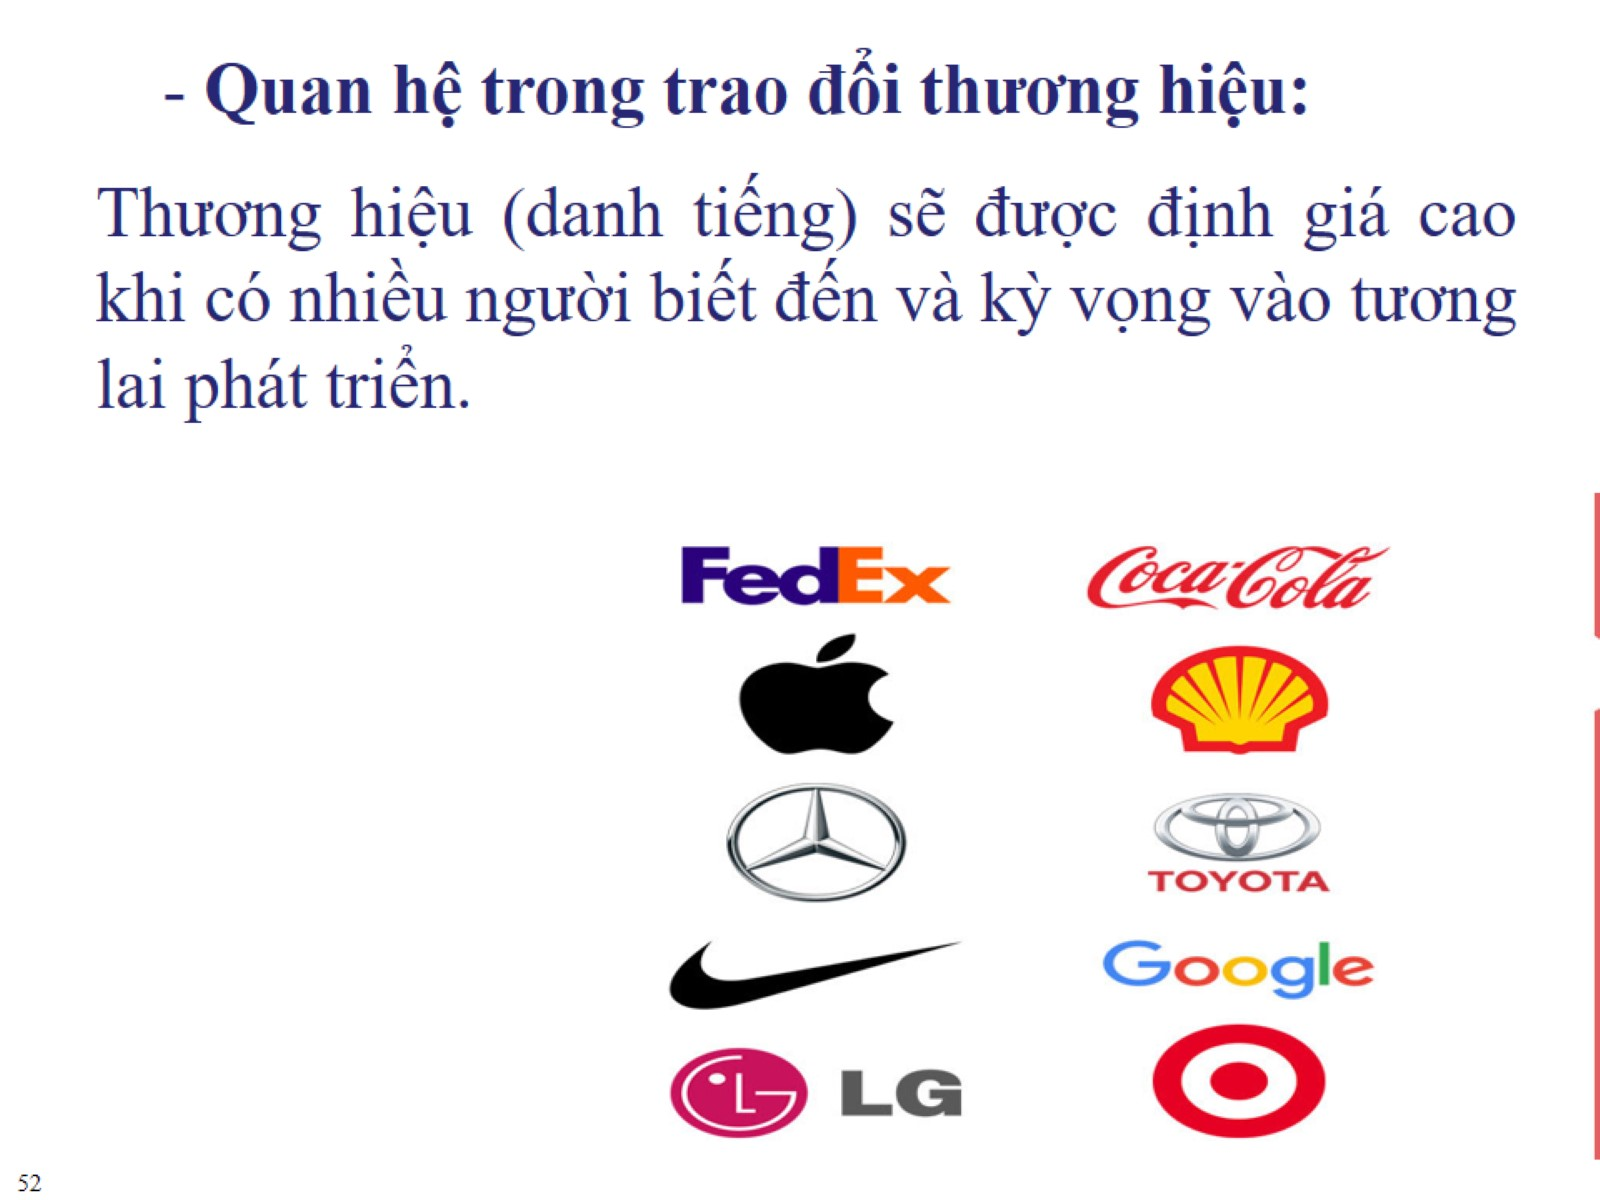 - Quan hệ trong trao đổi thương hiệu:
Thương hiệu (danh tiếng) sẽ được định giá cao
khi có nhiều người biết đến và kỳ vọng vào tương
lai phát triển.
FedEx
Coca-Cola
TOYOTA
Google
LG
52